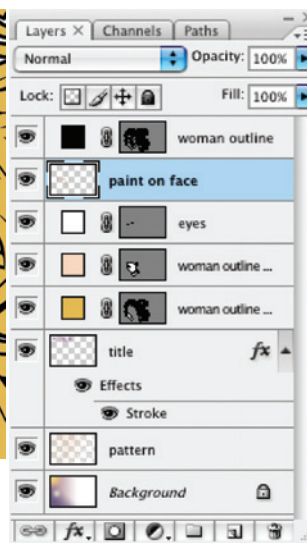 Layers × Channels Paths
Normal Opacity: 100%
Lock: Fill: 100%
woman outline
paint on face
eyes
woman outline ...
woman outline ...
title fx
Effects
Stroke
pattern
Background
fx.